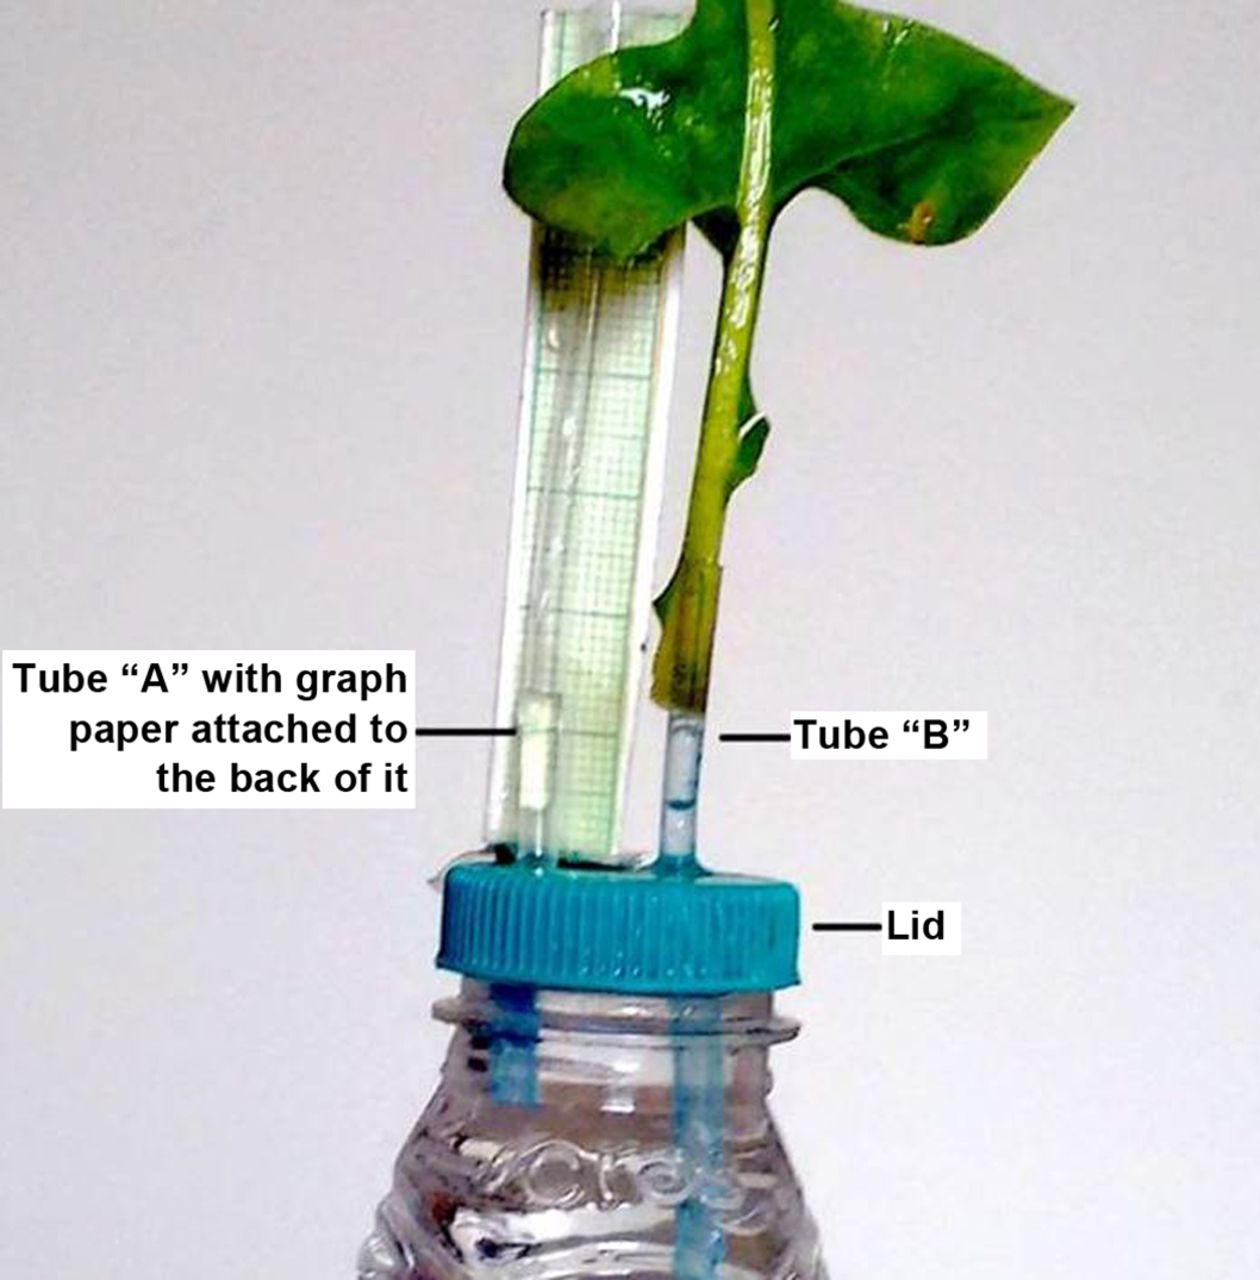 Tube “A” with graph
paper attached to
the back of it
Tube “B”
Lid